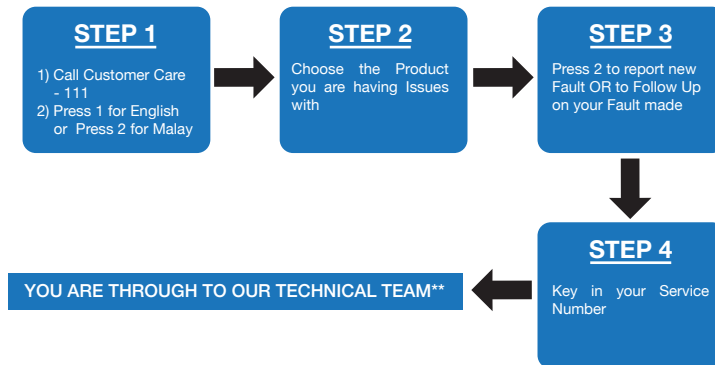 STEP 1
1) Call Customer Care
- 111
2) Press 1 for English
or Press 2 for Malay
STEP 2
Choose the Product
you are having Issues
with
STEP 3
Press 2 to report new
Fault OR to Follow Up
on your Fault made
STEP 4
Key in your Service
Number
YOU ARE THROUGH TO OUR TECHNICAL TEAM**